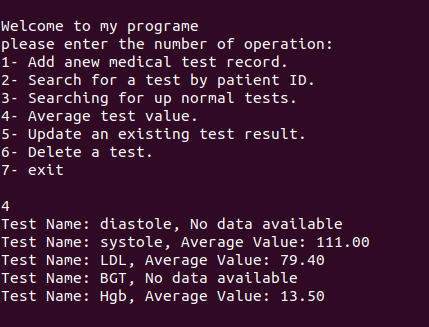 Welcome to my programe
please enter the number of operation:
1- Add anew medical test record.
2- Search for a test by patient ID.
3- Searching for up normal tests.
4- Average test value.
5- Update an existing test result.
6- Delete a test.
7- exit
4
Test Name: diastole, No data available
Test Name: systole, Average Value: 111.00
Test Name: LDL, Average Value: 79.40
Test Name: BGT, No data available
Test Name: Hgb, Average Value: 13.50